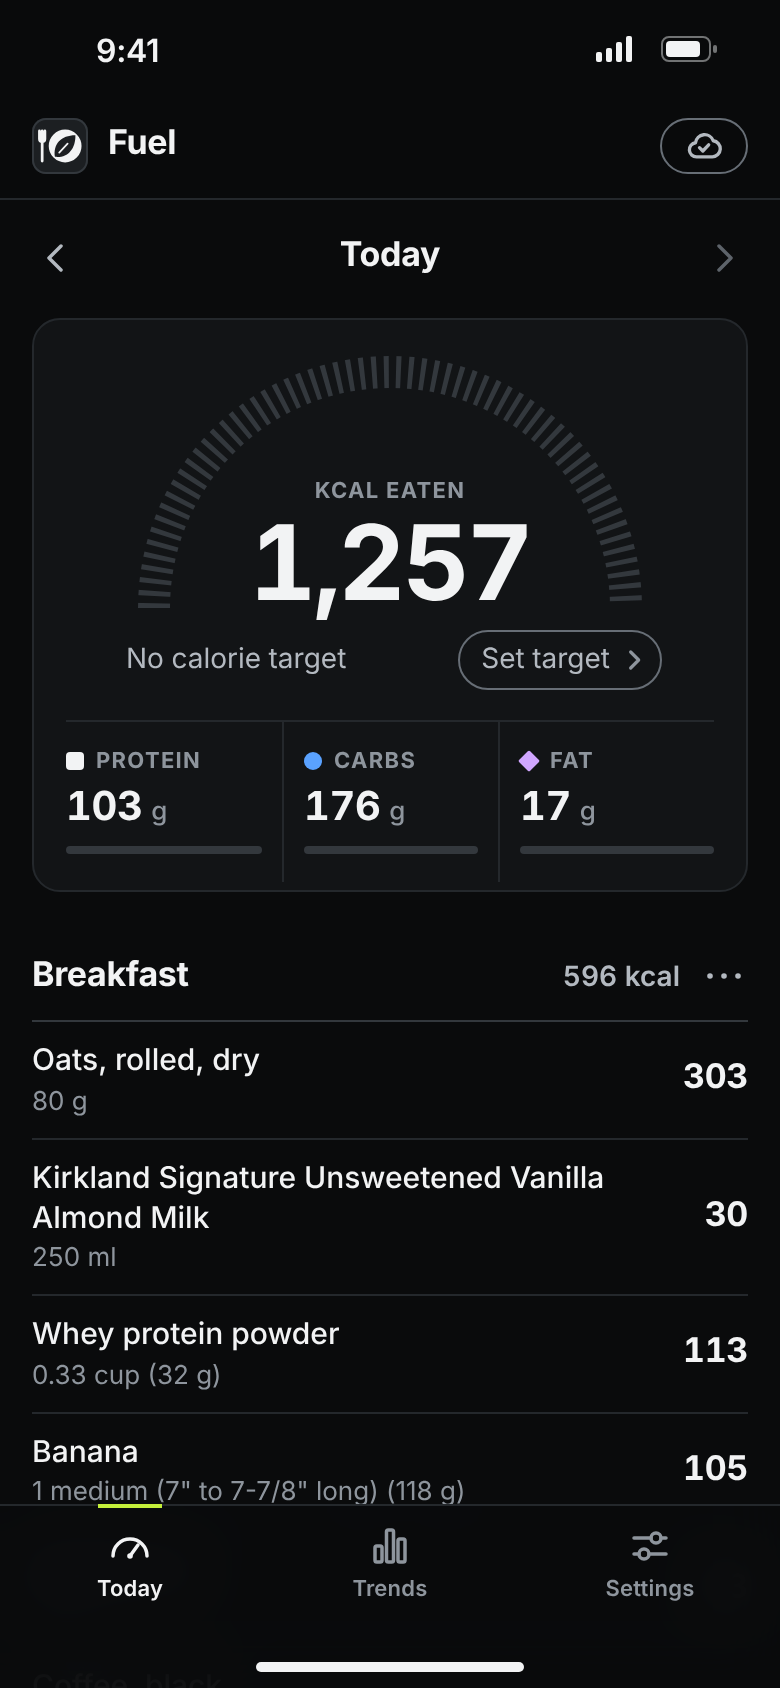 9:41
Fuel
Today
KCAL EATEN
1,257
No calorie target
Set target
PROTEIN
CARBS
FAT
103 g
176 g
17 g
Breakfast
596 kcal
Oats, rolled, dry
80 g
303
Kirkland Signature Unsweetened Vanilla
Almond Milk
250 ml
30
Whey protein powder
0.33 cup (32 g)
113
Banana
1 medium (7" to 7-7/8" long) (118 g)
105
Today
Trends
Settings
Coffee, black